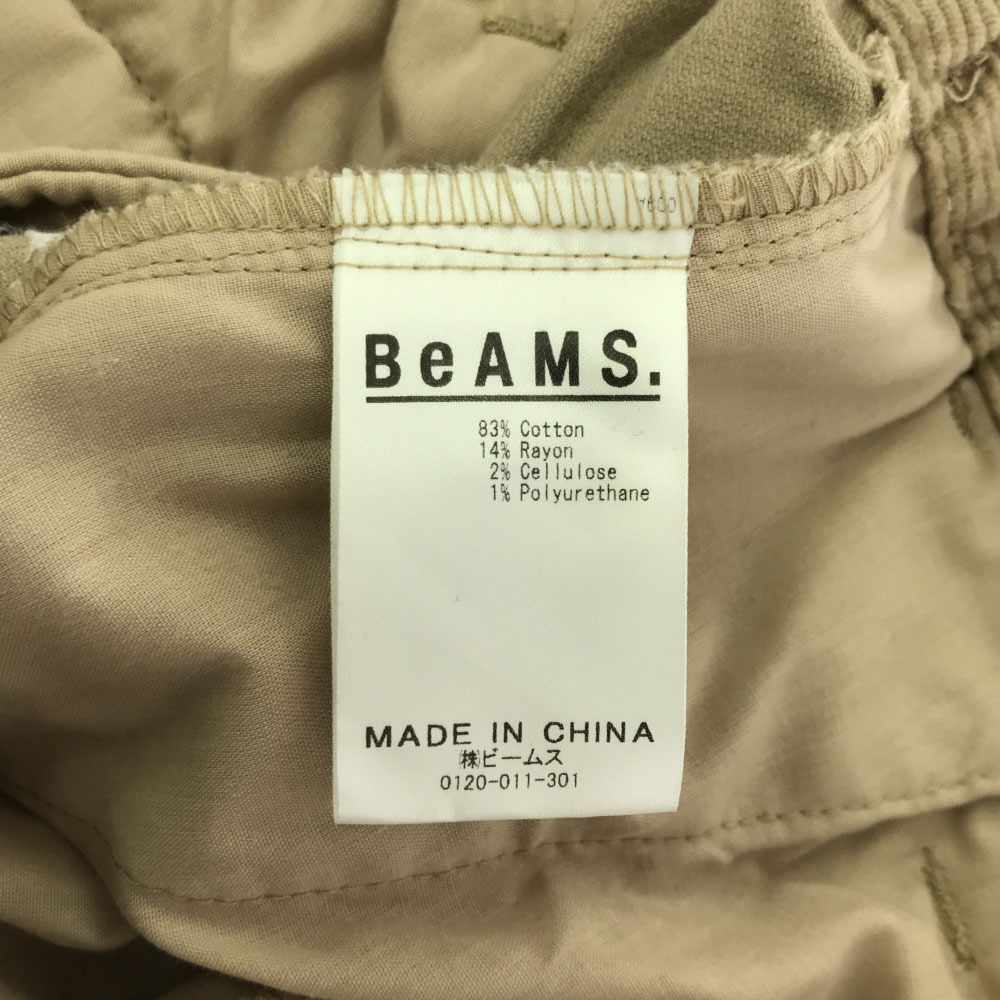 BeAMS.
83% Cotton
14% Rayon
2% Cellulose
1% Polyurethane
MADE IN CHINA
㈱ビームス
0120-011-301